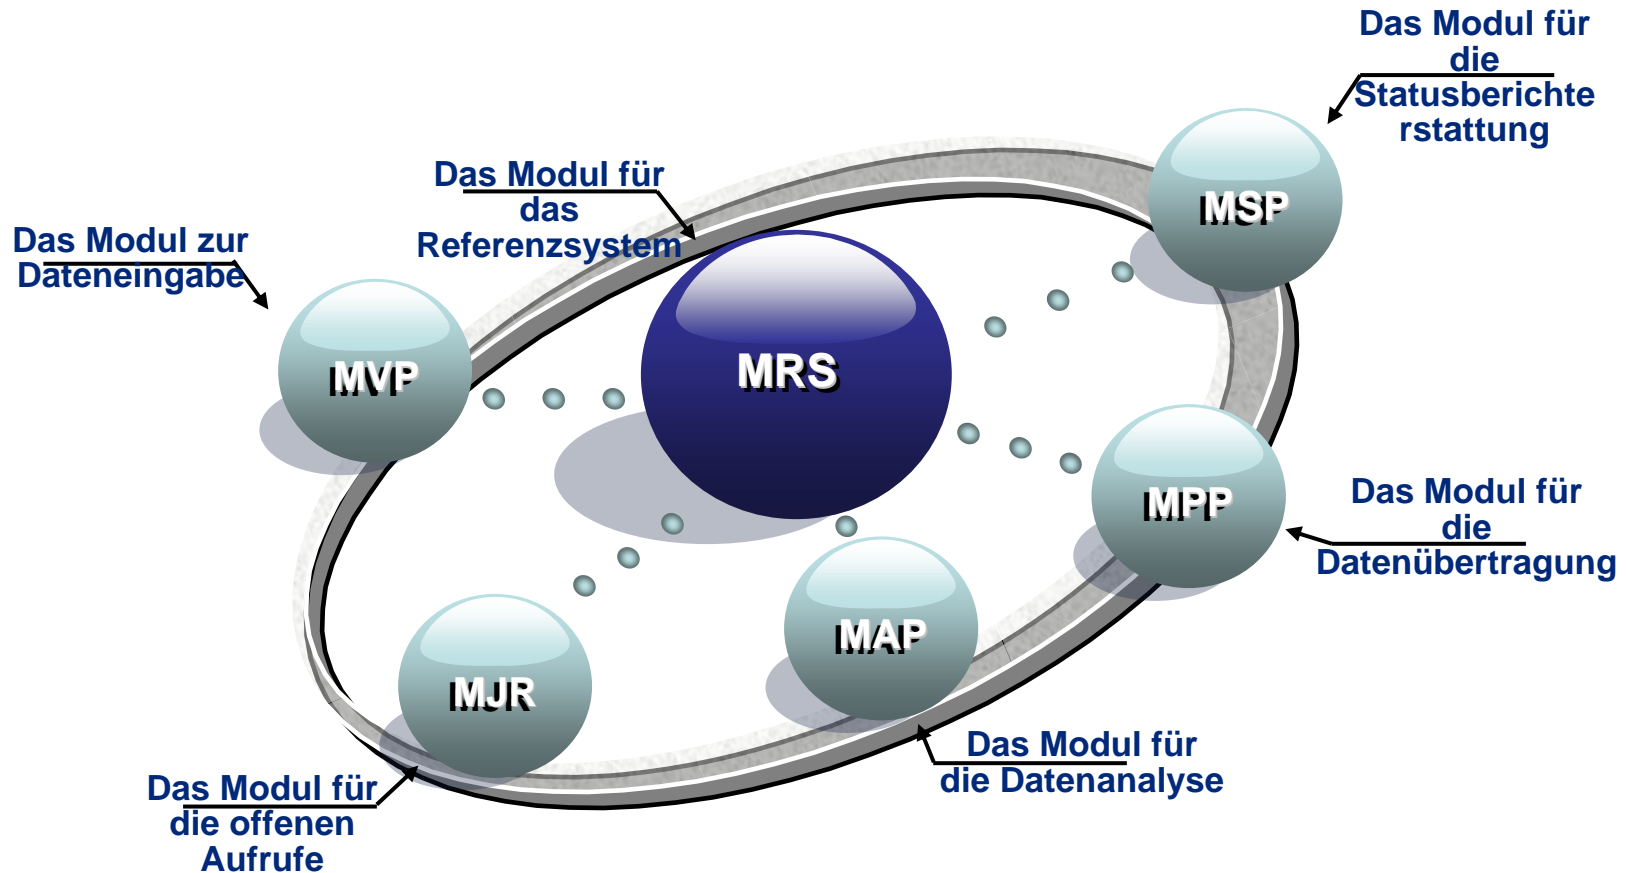 Das Modul für
die
Statusberichte
rstattung
MSP
Das Modul für
das
Referenzsystem
Das Modul zur
Dateneingabe
MVP
MRS
MPP
Das Modul für
die
Datenübertragung
MAP
MJR
Das Modul für
die Datenanalyse
Das Modul für
die offenen
Aufrufe